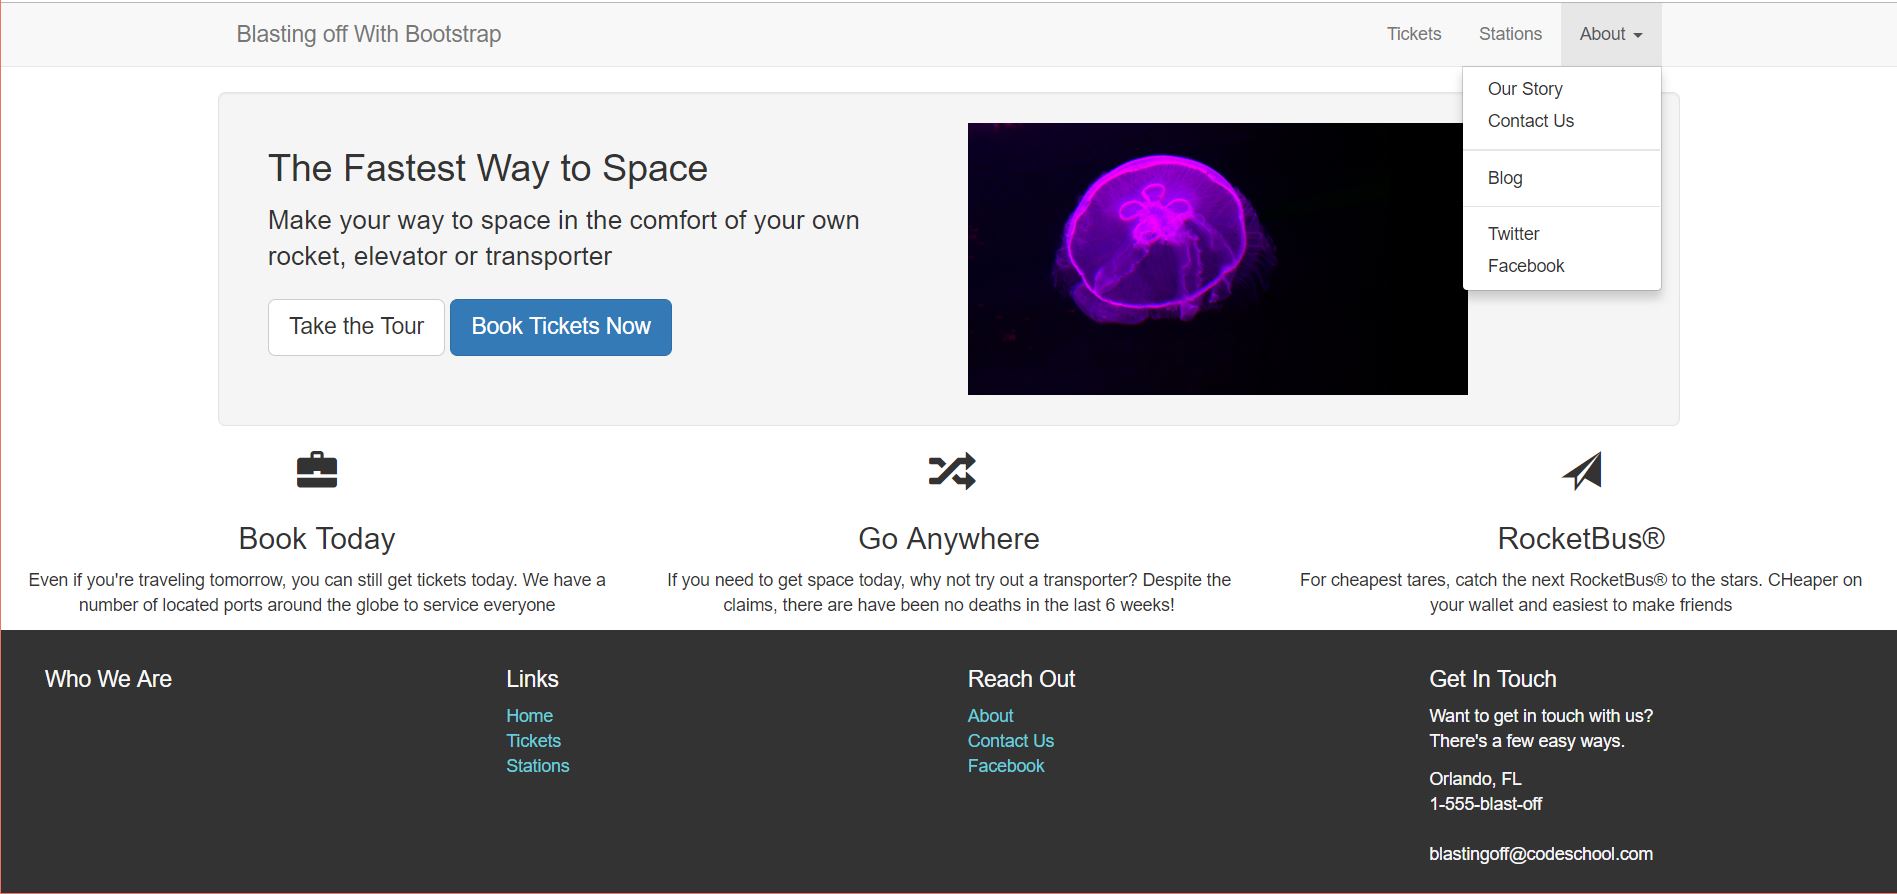 Blasting off With Bootstrap
Tickets
Stations
About
Our Story
Contact Us
Blog
Twitter
Facebook
The Fastest Way to Space
Make your way to space in the comfort of your own
rocket, elevator or transporter
Take the Tour
Book Tickets Now
Book Today
Even if you're traveling tomorrow, you can still get tickets today. We have a
number of located ports around the globe to service everyone
Go Anywhere
If you need to get space today, why not try out a transporter? Despite the
claims, there are have been no deaths in the last 6 weeks!
RocketBus®
For cheapest tares, catch the next RocketBus® to the stars. CHeaper on
your wallet and easiest to make friends
Who We Are
Links
Home
Tickets
Stations
Reach Out
About
Contact Us
Facebook
Get In Touch
Want to get in touch with us?
There's a few easy ways.
Orlando, FL
1-555-blast-off
blastingoff@codeschool.com